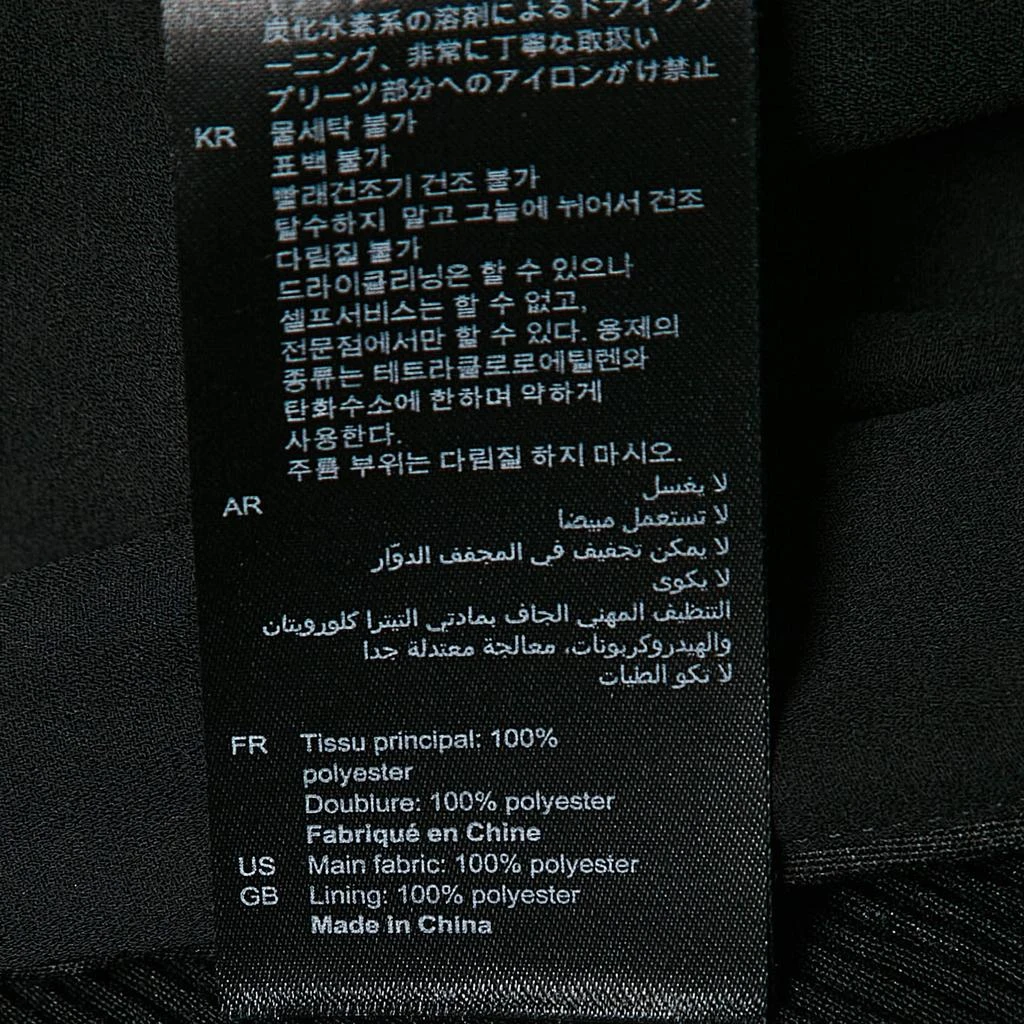 炭化水素系の溶剤によるドライクリ
ーニング、非常に丁寧な取扱い
プリーツ部分へのアイロンがけ禁止
KR 물세탁 불가
표백 불가
빨래건조기 건조 불가
탈수하지 말고 그늘에 뉘어서 건조
다림질 불가
드라이클리닝은 할 수 있으나
셀프서비스는 할 수 없고,
전문점에서만 할 수 있다. 용제의
종류는 테트라클로로에틸렌와
탄화수소에 한하며 약하게
사용한다.
주름 부위는 다림질 하지 마시오.
AR لا يغسل
لا تستعمل مبيضا
لا يمكن تجفيف في المجفف الدوّار
لا يكوى
التنظيف المهني الجاف بمادتي التيترا كلورويتان
والهيدروكربونات، معالجة معتدلة جدا
لا تكو الطيات
FR Tissu principal: 100%
polyester
Doublure: 100% polyester
Fabriqué en Chine
US Main fabric: 100% polyester
GB Lining: 100% polyester
Made in China